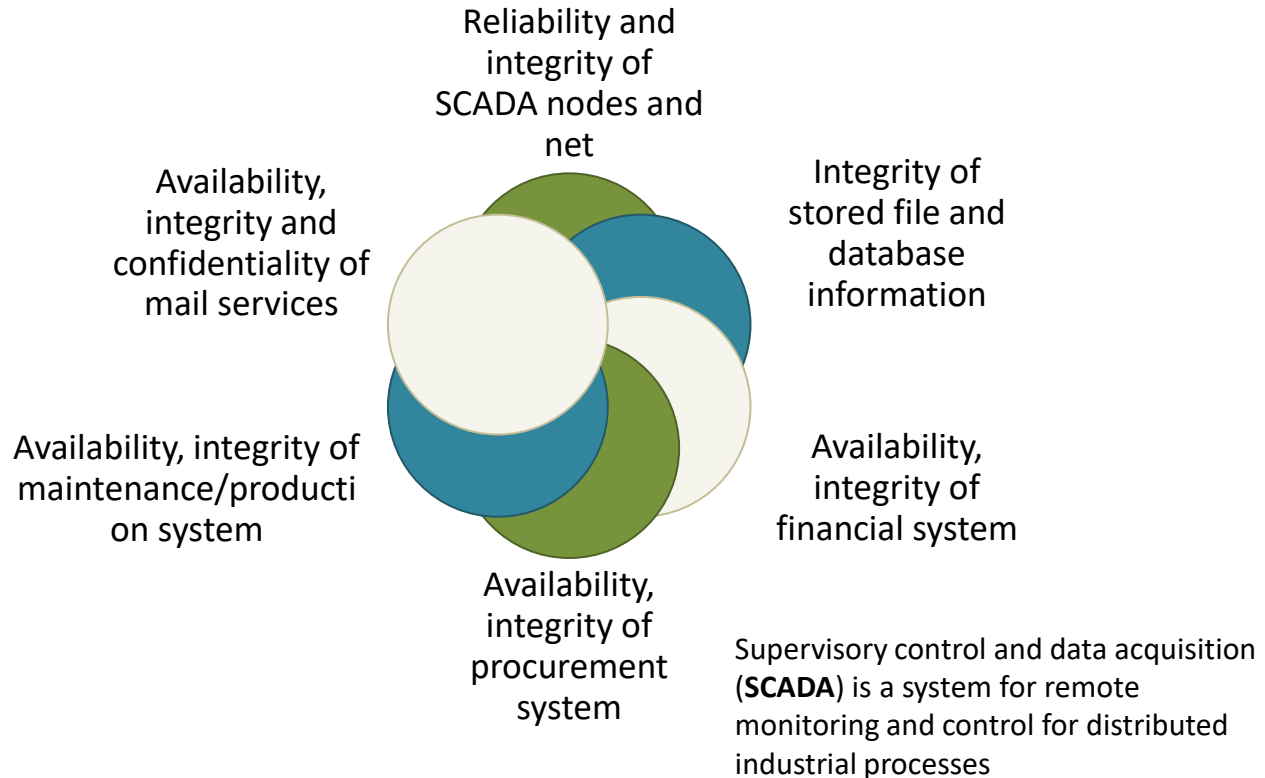 Reliability and
integrity of
SCADA nodes and
net
Integrity of
stored file and
database
information
Availability,
integrity of
financial system
Availability,
integrity of
procurement
system
Availability, integrity of
maintenance/producti
on system
Availability,
integrity and
confidentiality of
mail services
Supervisory control and data acquisition
(SCADA) is a system for remote
monitoring and control for distributed
industrial processes